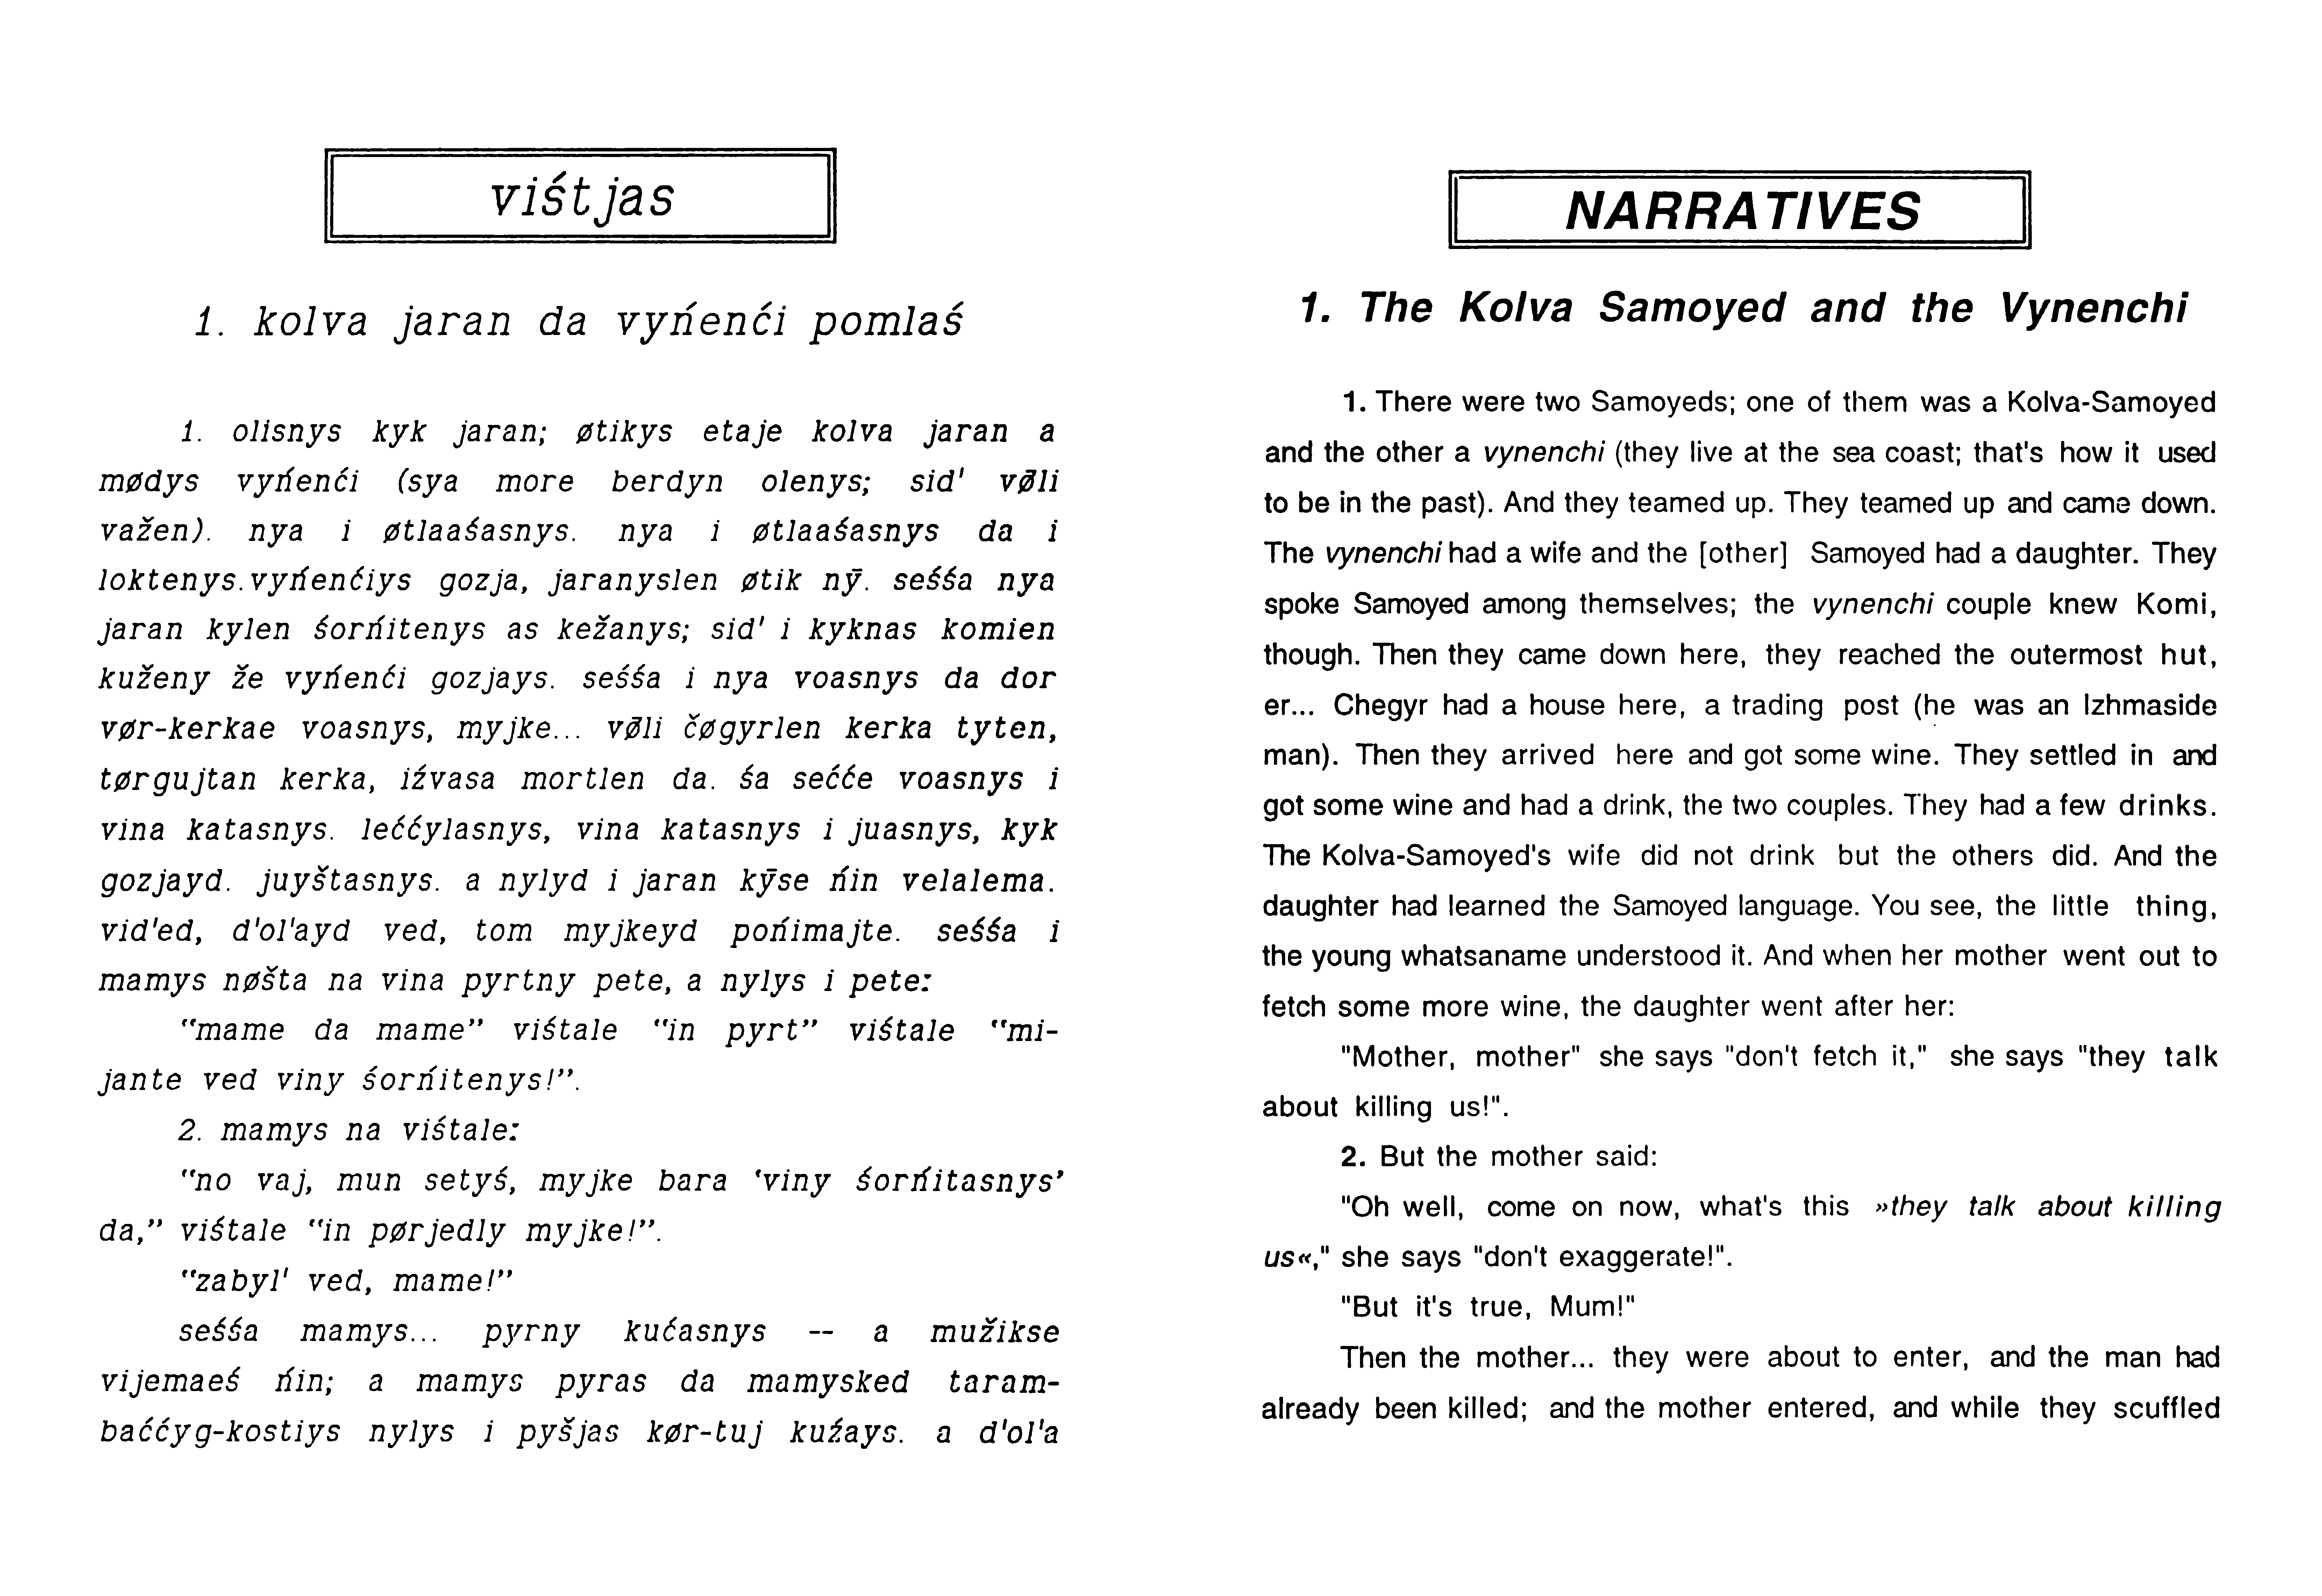 viśtjas
1. kolva jaran da vyńenći pomlaś
1. olisnys kyk jaran; øtikys etaje kolva jaran a
mødys vyńenći (sya more berdyn olenys; sid' vø̄li
važen). nya i øtlaaśasnys. nya i øtlaaśasnys da i
loktenys. vyńenćiys gozja, jaranyslen øtik nȳ. seśśa nya
jaran kylen śorńitenys as kežanys; sid' i kyknas komien
kuženy že vyńenći gozjays. seśśa i nya voasnys da dor
vør-kerkae voasnys, myjke... vø̄li čøgyrlen kerka tyten,
tørgujtan kerka, iźvasa mortlen da. śa sećće voasnys i
vina katasnys. leććylasnys, vina katasnys i juasnys, kyk
gozjayd. juyštasnys. a nylyd i jaran kȳse ńin velalema.
vid'ed, d'ol'ayd ved, tom myjkeyd pońimajte. seśśa i
mamys nøšta na vina pyrtny pete, a nylys i pete:
"mame da mame" viśtale "in pyrt" viśtale "mi-
jante ved viny śorńitenys!".
2. mamys na viśtale:
"no vaj, mun setyś, myjke bara 'viny śorńitasnys'
da," viśtale "in pørjedly myjke!".
"zabyl' ved, mame!"
seśśa mamys... pyrny kućasnys -- a mužikse
vijemaeś ńin; a mamys pyras da mamysked taram-
baććyg-kostiys nylys i pyšjas kør-tuj kuźays. a d'ol'a
NARRATIVES
1. The Kolva Samoyed and the Vynenchi
1. There were two Samoyeds; one of them was a Kolva-Samoyed
and the other a vynenchi (they live at the sea coast; that's how it used
to be in the past). And they teamed up. They teamed up and came down.
The vynenchi had a wife and the [other] Samoyed had a daughter. They
spoke Samoyed among themselves; the vynenchi couple knew Komi,
though. Then they came down here, they reached the outermost hut,
er... Chegyr had a house here, a trading post (he was an Izhmaside
man). Then they arrived here and got some wine. They settled in and
got some wine and had a drink, the two couples. They had a few drinks.
The Kolva-Samoyed's wife did not drink but the others did. And the
daughter had learned the Samoyed language. You see, the little thing,
the young whatsaname understood it. And when her mother went out to
fetch some more wine, the daughter went after her:
"Mother, mother" she says "don't fetch it," she says "they talk
about killing us!".
2. But the mother said:
"Oh well, come on now, what's this »they talk about killing
us«," she says "don't exaggerate!".
"But it's true, Mum!"
Then the mother... they were about to enter, and the man had
already been killed; and the mother entered, and while they scuffled